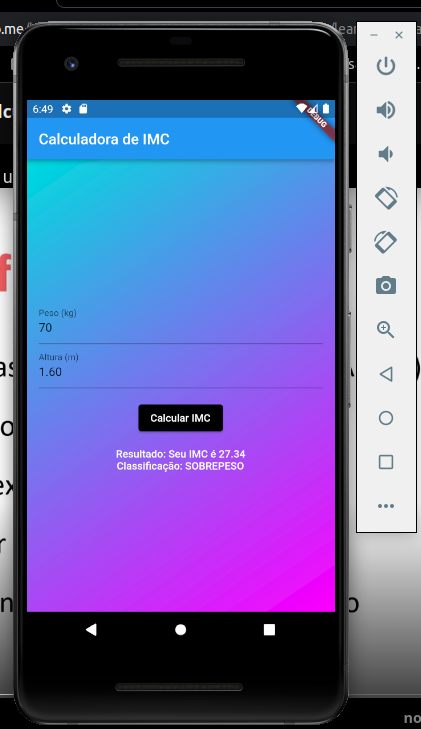 6:49
DEBUG
Calculadora de IMC
Peso (kg)
70
Altura (m)
1.60
Calcular IMC
Resultado: Seu IMC é 27.34
Classificação: SOBREPESO